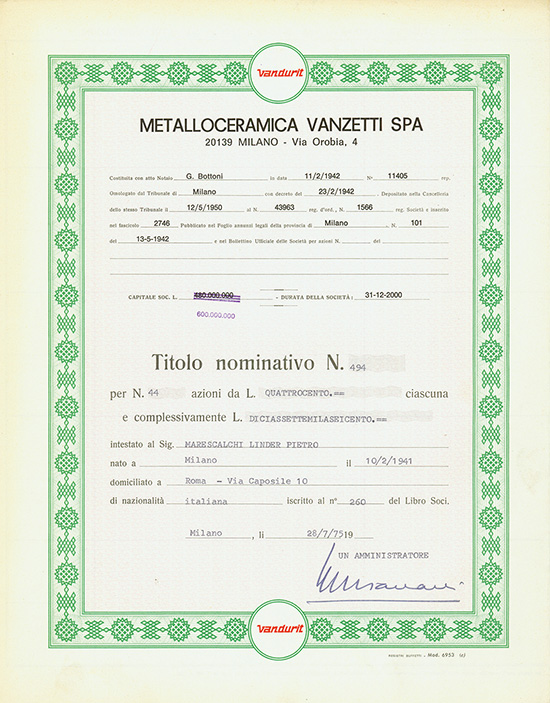 vandurit
METALLOCERAMICA VANZETTI SPA
20139 MILANO - Via Orobia, 4
Costituita con atto Notaio G. Bottoni in data 11/2/1942 N° 11405 rep.
Omologato dal Tribunale di Milano con decreto del 23/2/1942 Depositato nella Cancelleria
dello stesso Tribunale il 12/5/1950 al N. 43963 reg. d'ord., N. 1566 reg. Società e inserito
nel fascicolo 2746 Pubblicato nel Foglio annunzi legali della provincia di Milano N. 101
del 13-5-1942 e nel Bollettino Ufficiale delle Società per azioni N. del
CAPITALE SOC. L. 480.000.000 - DURATA DELLA SOCIETÀ: 31-12-2000
600.000.000
Titolo nominativo N. 494
per N. 44 azioni da L. QUATTROCENTO.== ciascuna
e complessivamente L. DICIASSETTEMILASEICENTO.==
intestato al Sig. MARESCALCHI LINDER PIETRO
nato a Milano il 10/2/1941
domiciliato a Roma - Via Caposile 10
di nazionalità italiana iscritto al n° 260 del Libro Soci.
Milano, li 28/7/7519
UN AMMINISTRATORE
vandurit
REGISTRI BUFFETTI - Mod. 6953 (6)